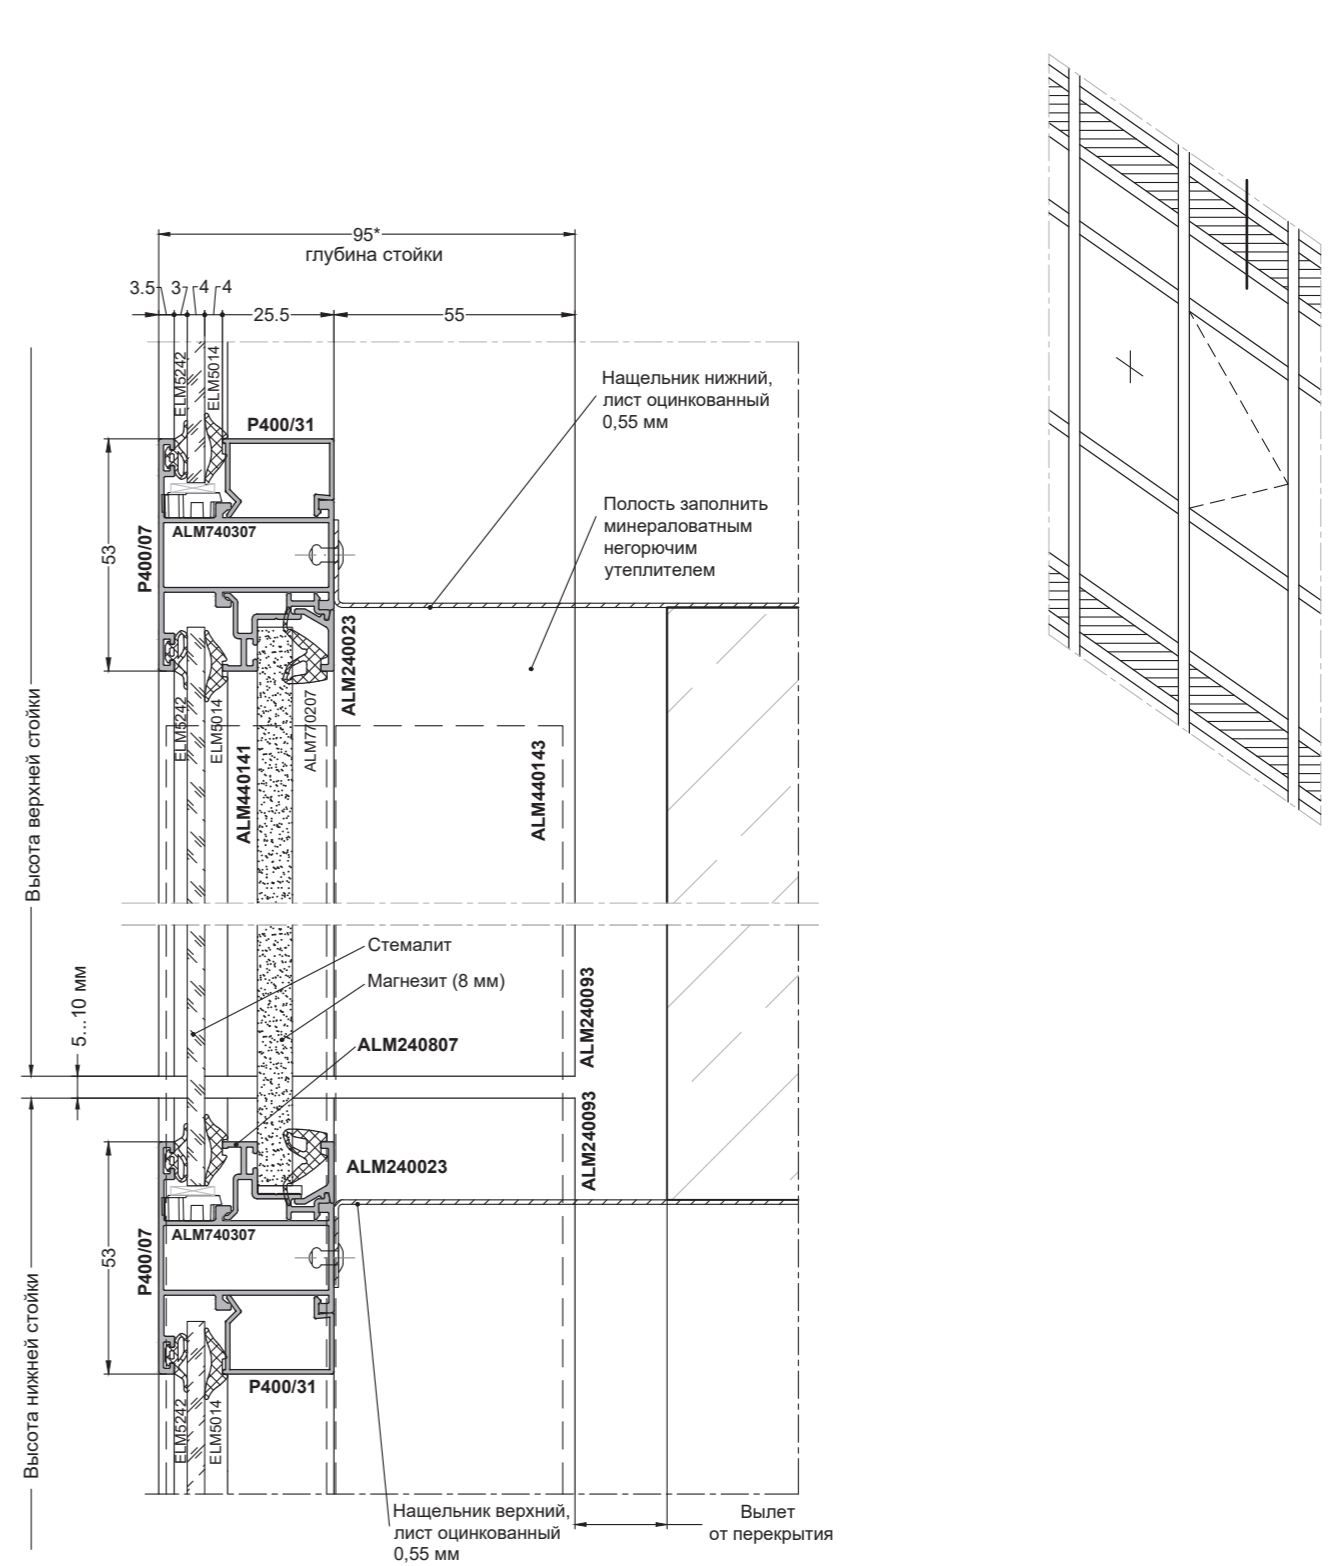 95*
глубина стойки
3.5
3
4
4
25.5
55
ELM5242
ELM5014
P400/31
Нащельник нижний,
лист оцинкованный
0,55 мм
Полость заполнить
минераловатным
негорючим
утеплителем
53
P400/07
ALM740307
ALM240023
ELM5242
ELM5014
ALM770207
ALM440141
ALM440143
Высота верхней стойки
Стемалит
Магнезит (8 мм)
ALM240807
5...10 мм
ALM240093
ALM240093
ALM240023
53
P400/07
ALM740307
P400/31
ELM5242
ELM5014
Высота нижней стойки
Нащельник верхний,
лист оцинкованный
0,55 мм
Вылет
от перекрытия